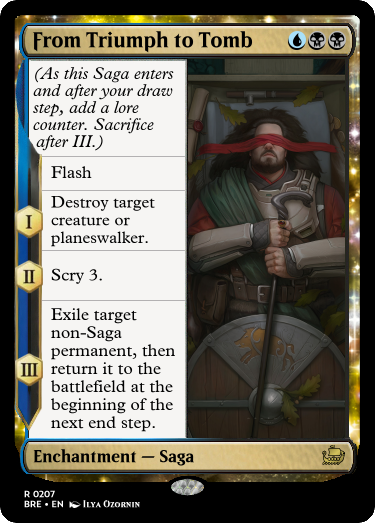 From Triumph to Tomb
(As this Saga enters
and after your draw
step, add a lore
counter. Sacrifice
after III.)
Flash
I
Destroy target
creature or
planeswalker.
II
Scry 3.
III
Exile target
non-Saga
permanent, then
return it to the
battlefield at the
beginning of the
next end step.
Enchantment — Saga
R 0207
BRE • EN Ilya Ozornin